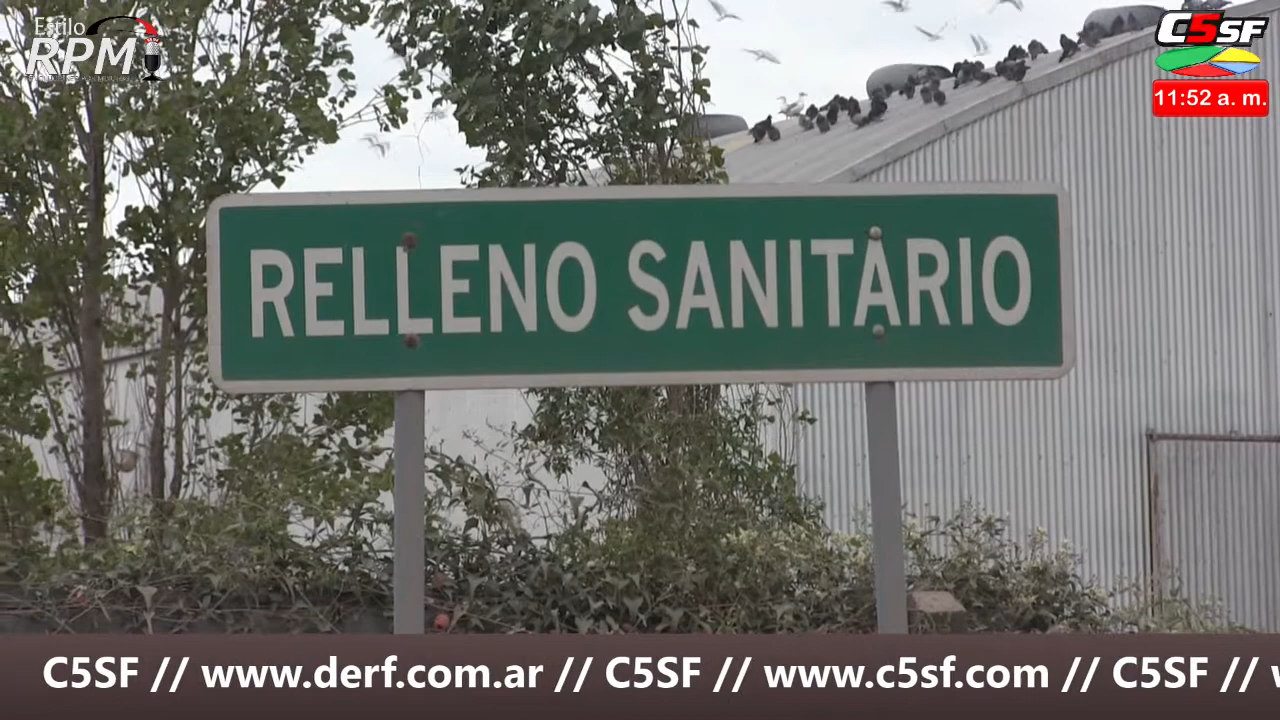 Estilo
RPM
C5SF
11:52 a. m.
RELLENO SANITARIO
C5SF // www.derf.com.ar // C5SF // www.c5sf.com // C5SF //